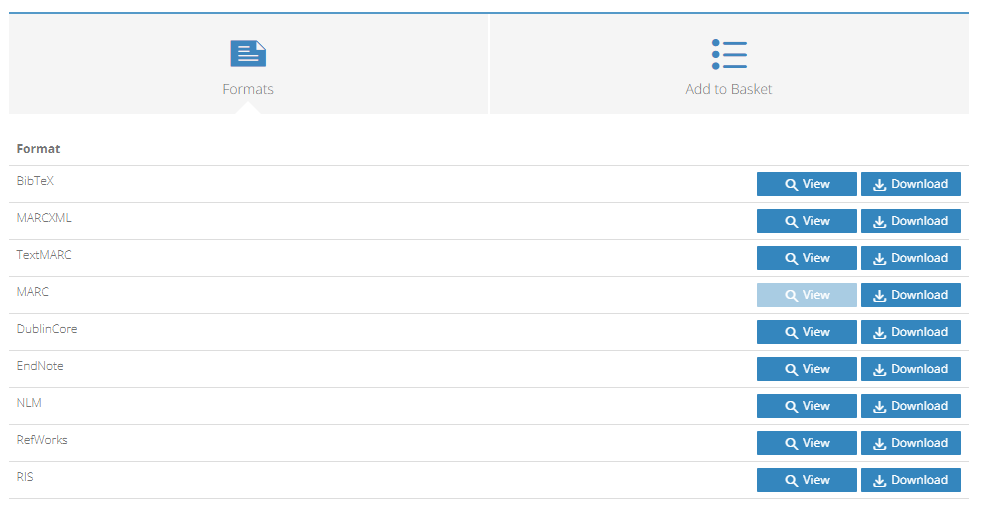 Formats
Add to Basket
Format
BibTeX View Download
MARCXML View Download
TextMARC View Download
MARC View Download
DublinCore View Download
EndNote View Download
NLM View Download
RefWorks View Download
RIS View Download